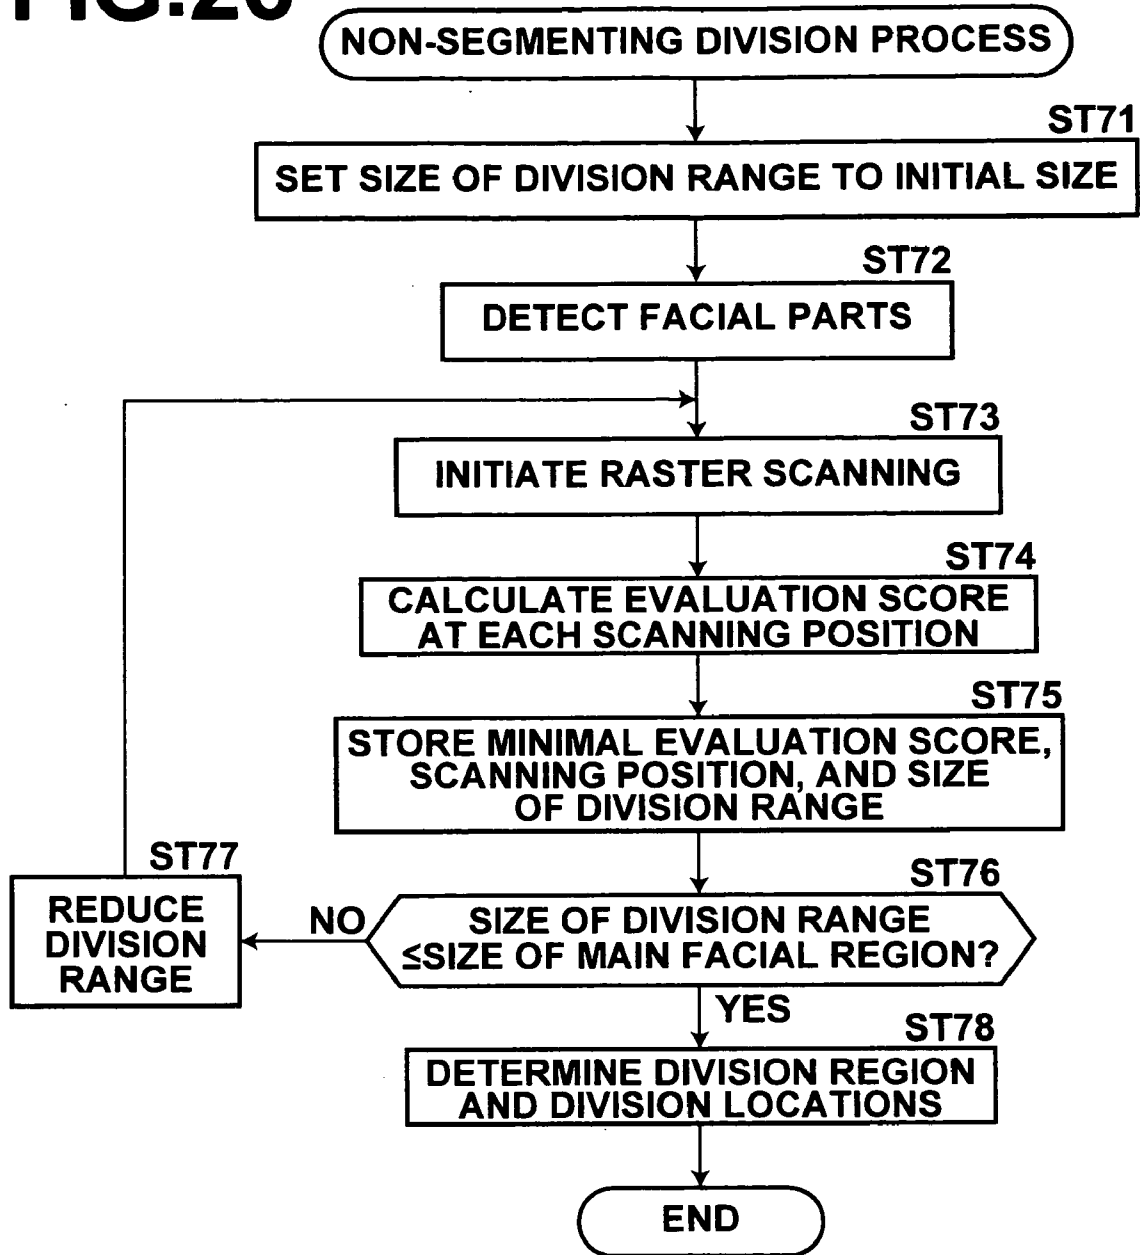 NON-SEGMENTING DIVISION PROCESS
ST71
SET SIZE OF DIVISION RANGE TO INITIAL SIZE
ST72
DETECT FACIAL PARTS
ST73
INITIATE RASTER SCANNING
ST74
CALCULATE EVALUATION SCORE
AT EACH SCANNING POSITION
ST75
STORE MINIMAL EVALUATION SCORE,
SCANNING POSITION, AND SIZE
OF DIVISION RANGE
ST76
SIZE OF DIVISION RANGE
≤SIZE OF MAIN FACIAL REGION?
NO
ST77
REDUCE
DIVISION
RANGE
YES
ST78
DETERMINE DIVISION REGION
AND DIVISION LOCATIONS
END